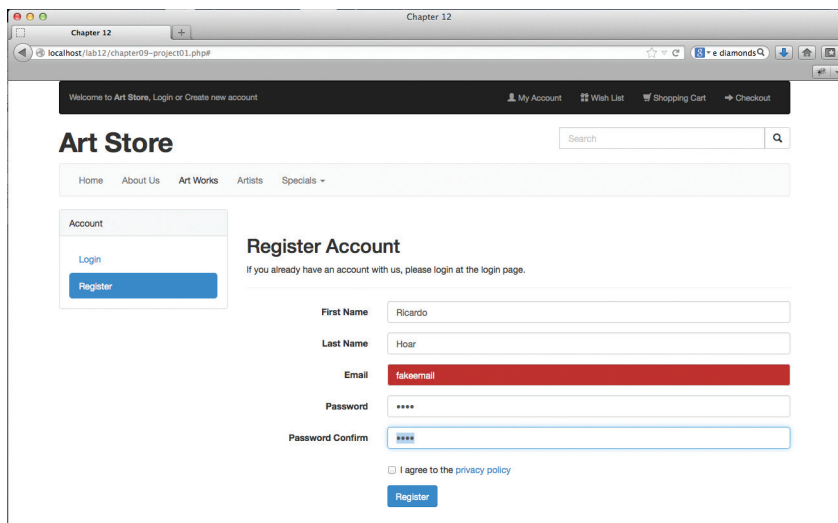 Chapter 12
Chapter 12
localhost/lab12/chapter09-project01.php#
e diamonds
Welcome to Art Store, Login or Create new account
My Account
Wish List
Shopping Cart
Checkout
Art Store
Search
Home
About Us
Art Works
Artists
Specials
Account
Login
Register
Register Account
If you already have an account with us, please login at the login page.
First Name
Ricardo
Last Name
Hoar
Email
fakeemail
Password
••••
Password Confirm
••••
I agree to the privacy policy
Register